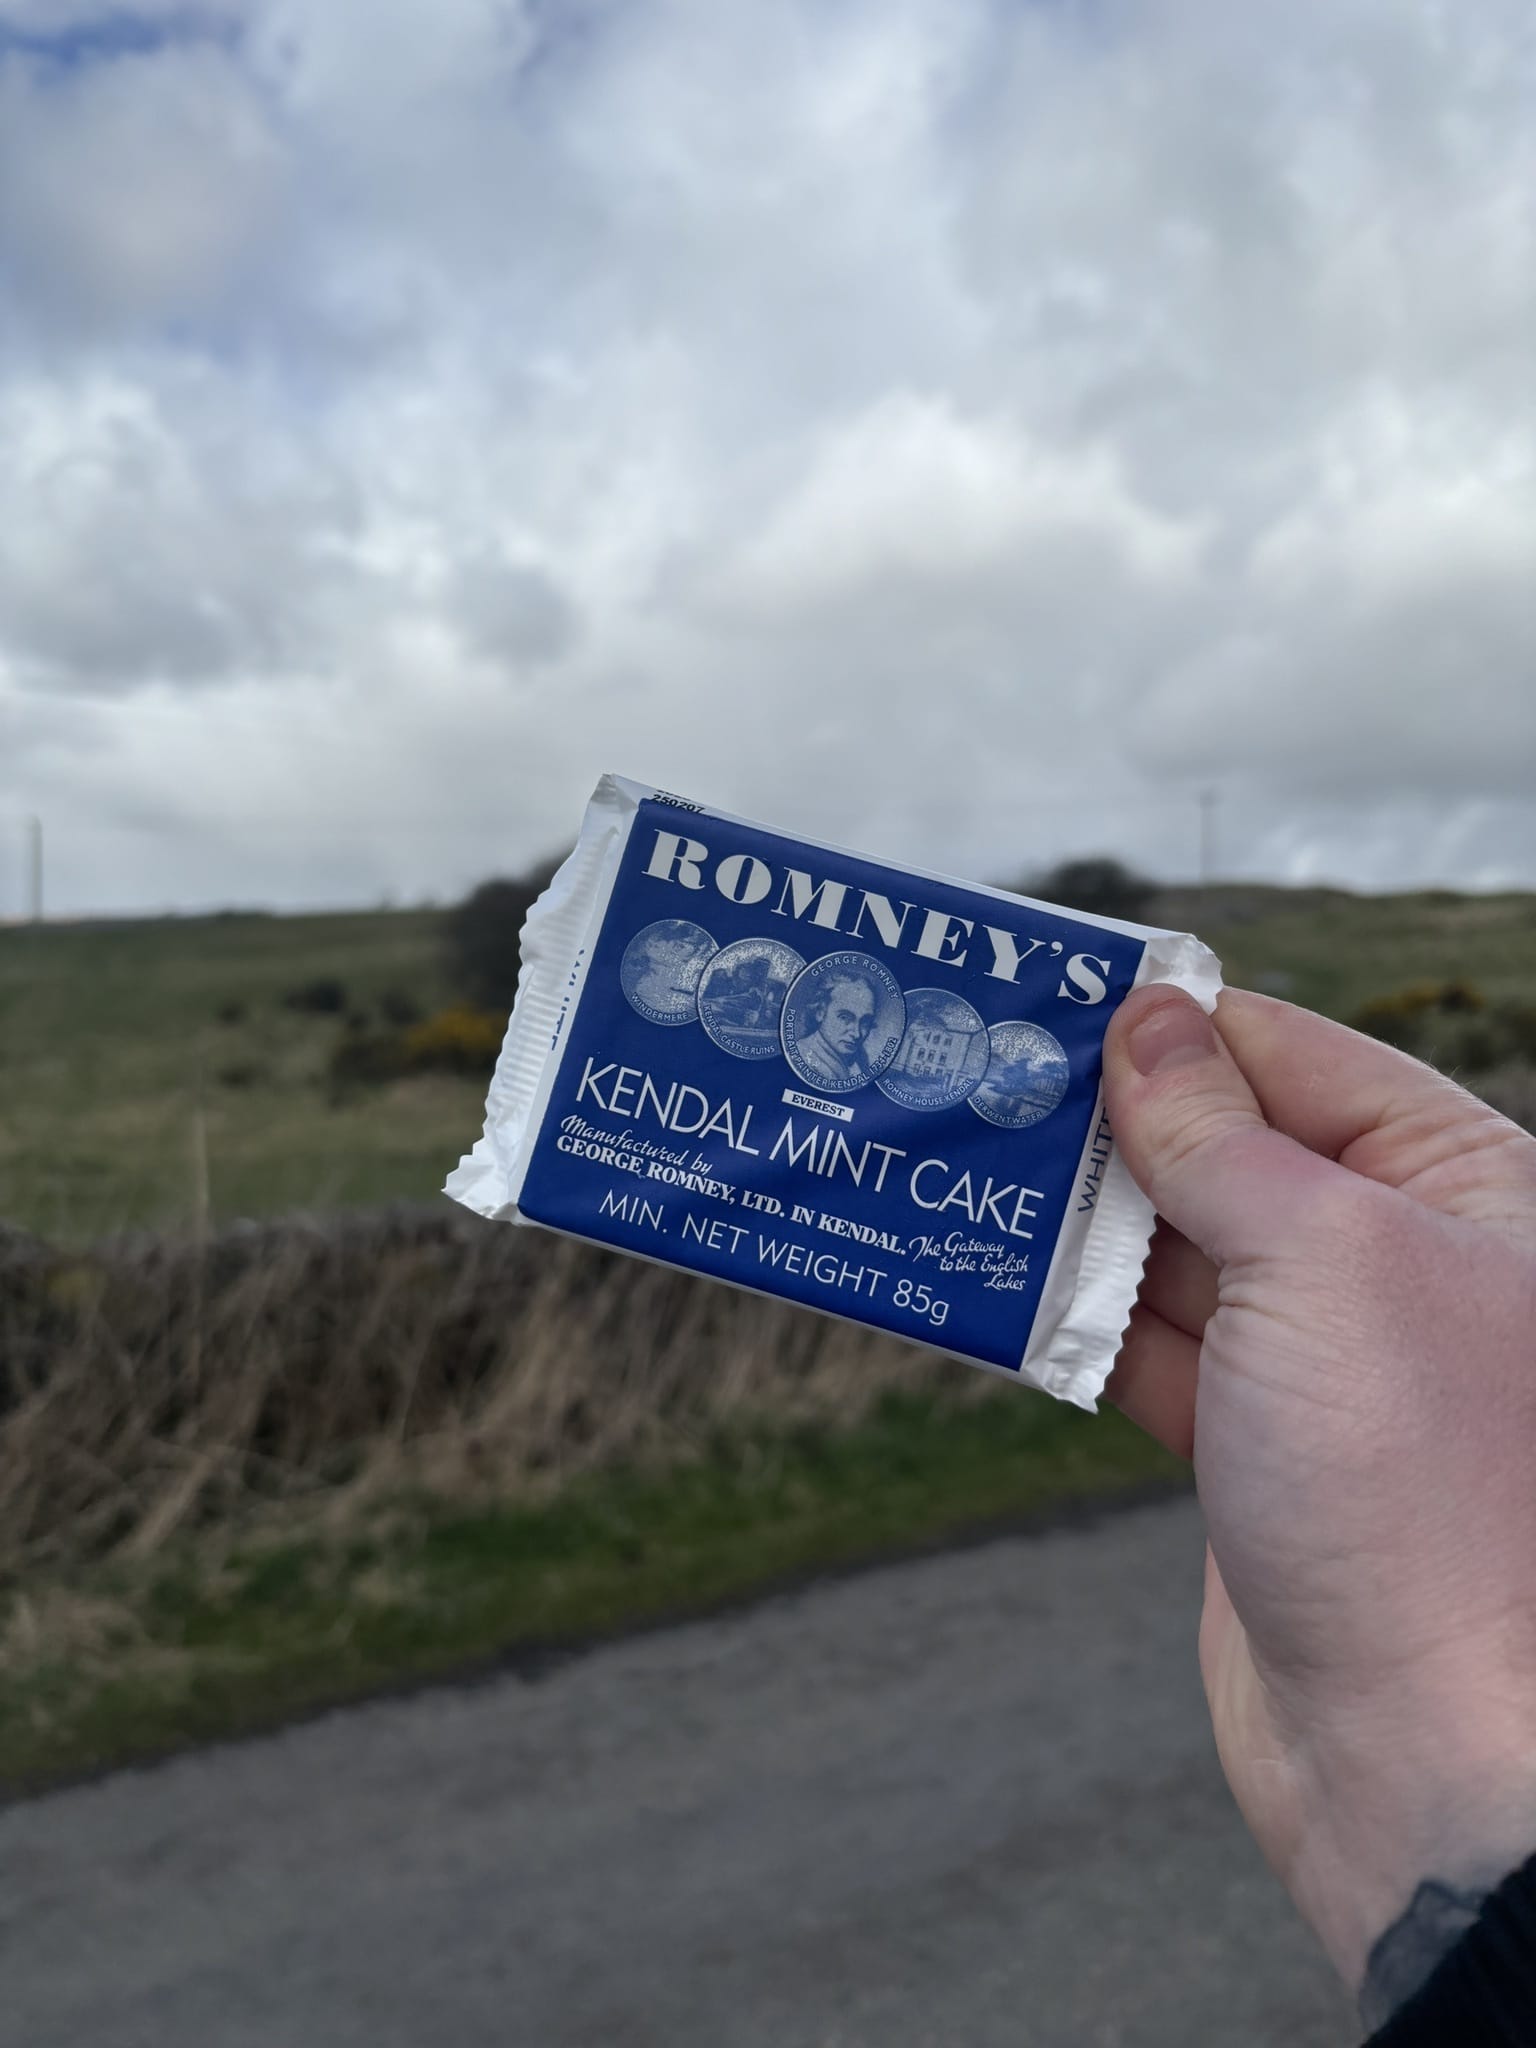 250207
ROMNEY'S
WINDERMERE
KENDAL CASTLE RUINS
GEORGE ROMNEY
PORTRAIT PAINTER KENDAL 1734-1802
ROMNEY HOUSE KENDAL
DERWENTWATER
EVEREST
KENDAL MINT CAKE
Manufactured by
GEORGE ROMNEY, LTD. IN KENDAL.
The Gateway
to the English
Lakes
MIN. NET WEIGHT 85g
WHITE
WHITE